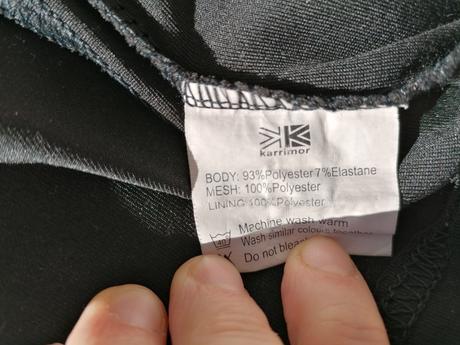 karrimor
BODY: 93%Polyester 7%Elastane
MESH: 100%Polyester
LINING: 100%Polyester
Machine wash warm
40
Wash similar colours together
Do not bleach